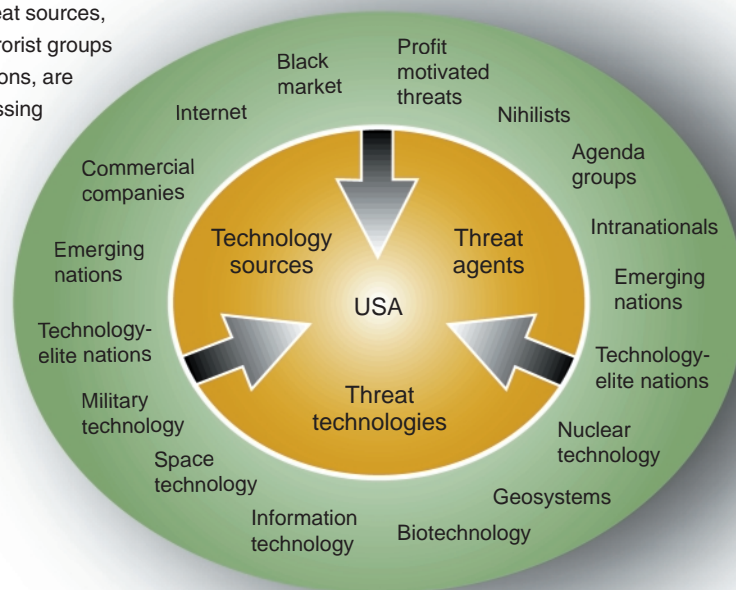 eat sources,
rorist groups
ons, are
ssing
Black
market
Profit
motivated
threats
Internet
Nihilists
Commercial
companies
Agenda
groups
Emerging
nations
Technology
sources
Threat
agents
Intranationals
USA
Emerging
nations
Technology-
elite nations
Technology-
elite nations
Threat
technologies
Military
technology
Nuclear
technology
Space
technology
Geosystems
Information
technology
Biotechnology